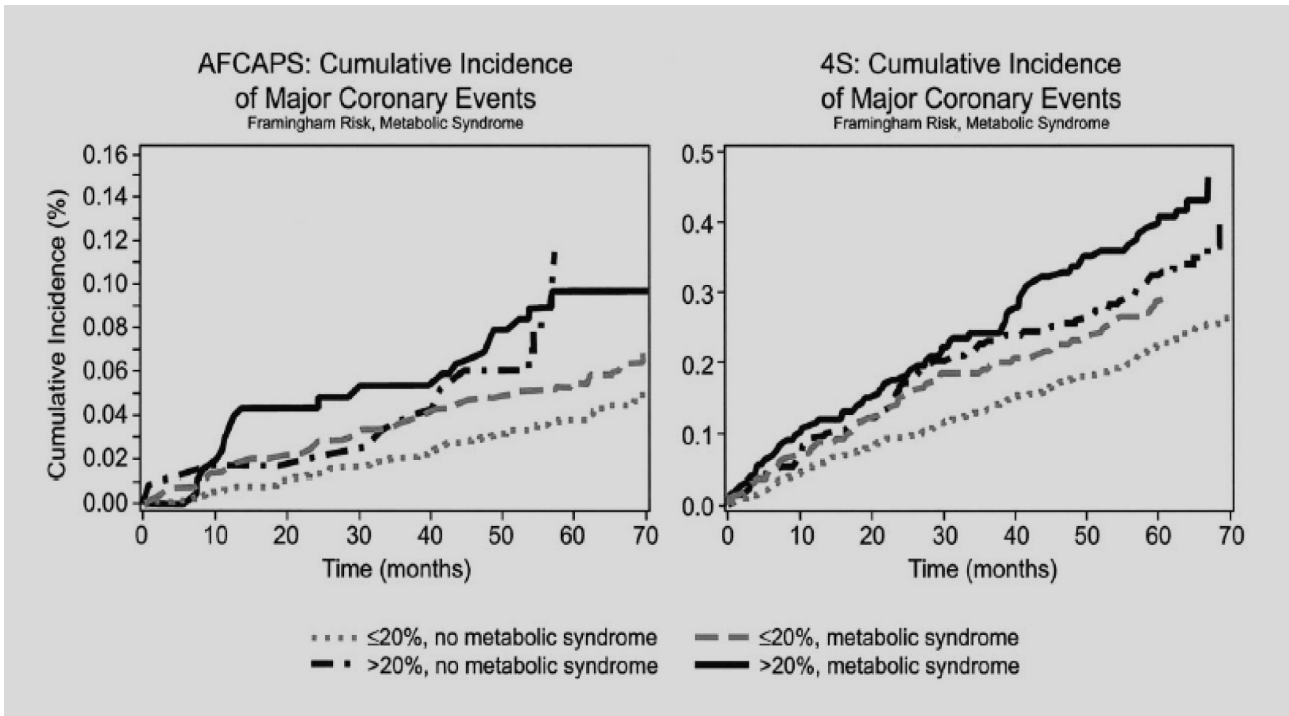 AFCAPS: Cumulative Incidence
of Major Coronary Events
Framingham Risk, Metabolic Syndrome
Cumulative Incidence (%)
0.16
0.14
0.12
0.10
0.08
0.06
0.04
0.02
0.00
0 10 20 30 40 50 60 70
Time (months)
4S: Cumulative Incidence
of Major Coronary Events
Framingham Risk, Metabolic Syndrome
0.5
0.4
0.3
0.2
0.1
0.0
0 10 20 30 40 50 60 70
Time (months)
≤20%, no metabolic syndrome
>20%, no metabolic syndrome
≤20%, metabolic syndrome
>20%, metabolic syndrome